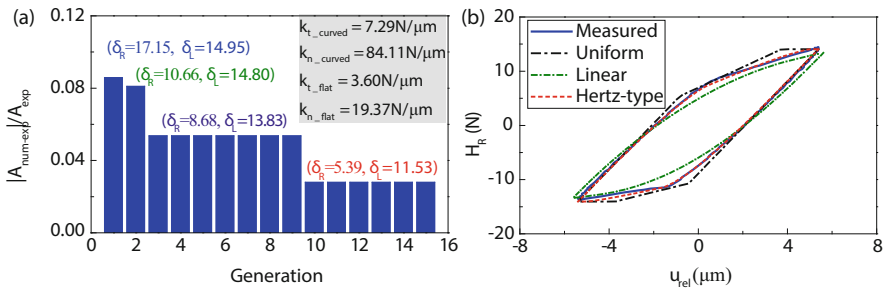 (a)
|A_num-exp|/A_exp
0.12
0.08
0.04
0.00
(δ_R=17.15, δ_L=14.95)
(δ_R=10.66, δ_L=14.80)
(δ_R=8.68, δ_L=13.83)
(δ_R=5.39, δ_L=11.53)
k_t_curved = 7.29N/μm
k_n_curved = 84.11N/μm
k_t_flat = 3.60N/μm
k_n_flat = 19.37N/μm
0 2 4 6 8 10 12 14 16
Generation
(b)
H_R (N)
20
10
0
-10
-20
Measured
Uniform
Linear
Hertz-type
-8 -4 0 4 8
u_rel(μm)